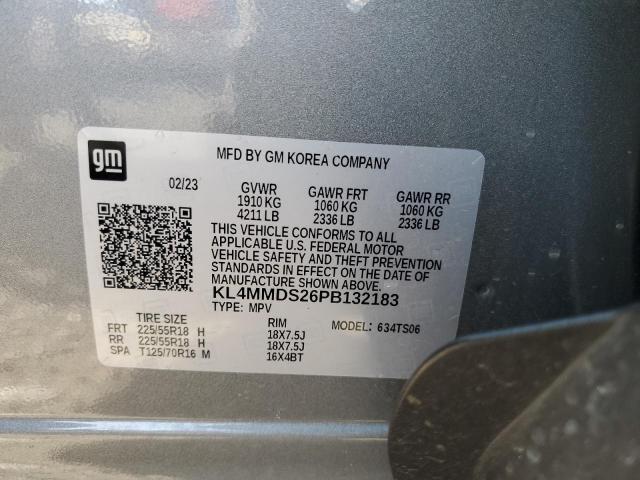 gm
MFD BY GM KOREA COMPANY
02/23 GVWR GAWR FRT GAWR RR
1910 KG 1060 KG 1060 KG
4211 LB 2336 LB 2336 LB
THIS VEHICLE CONFORMS TO ALL
APPLICABLE U.S. FEDERAL MOTOR
VEHICLE SAFETY AND THEFT PREVENTION
STANDARDS IN EFFECT ON THE DATE OF
MANUFACTURE SHOWN ABOVE.
KL4MMDS26PB132183
TYPE: MPV
TIRE SIZE RIM MODEL: 634TS06
FRT 225/55R18 H 18X7.5J
RR 225/55R18 H 18X7.5J
SPA T125/70R16 M 16X4BT